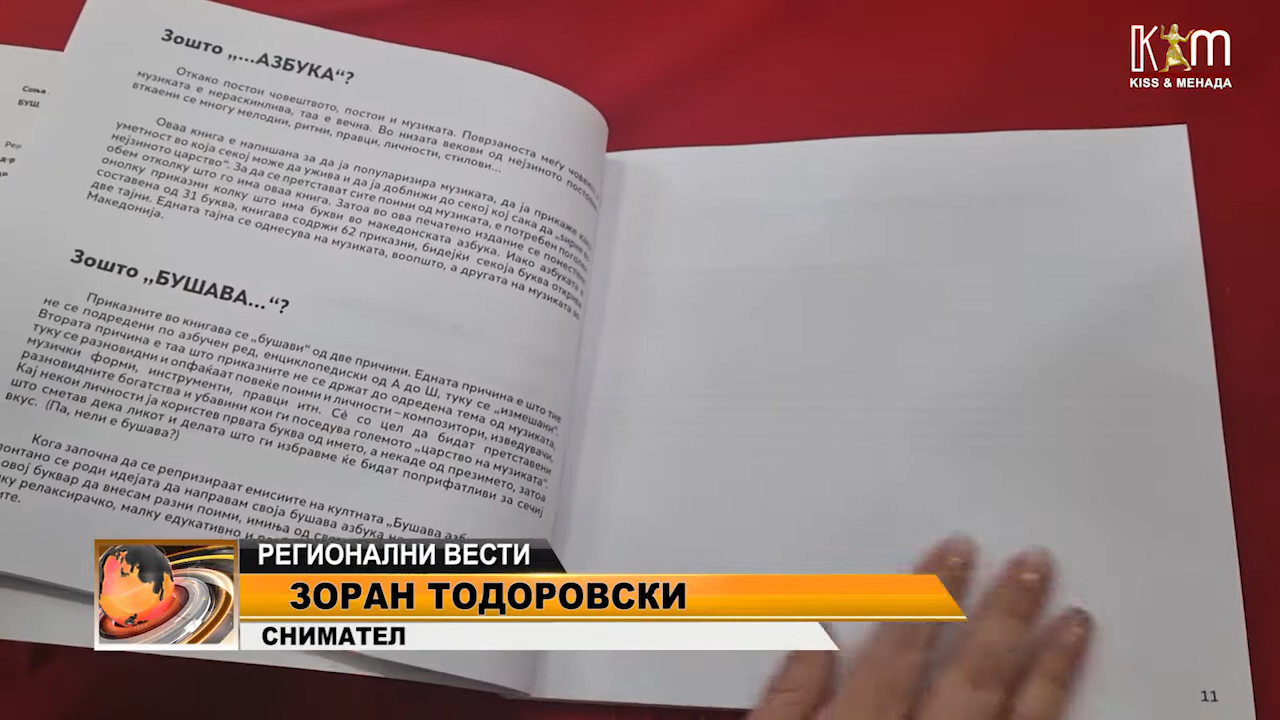 KISS & МЕНАДА
Зошто „...АЗБУКА“?
Откако постои човештвото, постои и музиката. Поврзаноста меѓу
музиката е нераскинлива, таа е вечна. Во низата векови од нејзиното
вткаени се многу мелодии, ритми, правци, личности, стилови...
Оваа книга е напишана за да ја популаризира музиката, да ја прикаже
уметност во која секој може да ужива и да ја доближи до секој кој сака да
нејзиното царство“. За да се претстават сите поими од музиката, е потребен
обем отколку што го има оваа книга. Затоа во ова печатено издание се
онолку приказни колку што има букви во македонската азбука. Иако азбуката е
составена од 31 буква, книгава содржи 62 приказни, бидејќи секоја буква открива
две тајни. Едната тајна се однесува на музиката, воопшто, а другата на музиката во
Македонија.
Зошто „БУШАВА...“?
Приказните во книгава се „бушави“ од две причини. Едната причина е што тие
не се подредени по азбучен ред, енциклопедиски од А до Ш, туку се „измешани“.
Втората причина е таа што приказните не се држат до одредена тема од музиката,
туку се разновидни и опфаќаат повеќе поими и личности – композитори, изведувачи,
музички форми, инструменти, правци итн. Сѐ со цел да бидат претставени
разновидните богатства и убавини кои ги поседува големото „царство на музиката“.
Кај некои личности ја користев првата буква од името, а некаде од презимето, затоа
што сметав дека ликот и делата што ги избравме ќе бидат поприфатливи за сечиј
вкус. (Па, нели е бушава?)
Кога започна да се репризираат емисиите на култната „Бушава
се роди идејата да направам своја бушава азбука
овој буквар да внесам разни поими, имиња од
релаксирачко, малку едукативно и
РЕГИОНАЛНИ ВЕСТИ
ЗОРАН ТОДОРОВСКИ
СНИМАТЕЛ
11